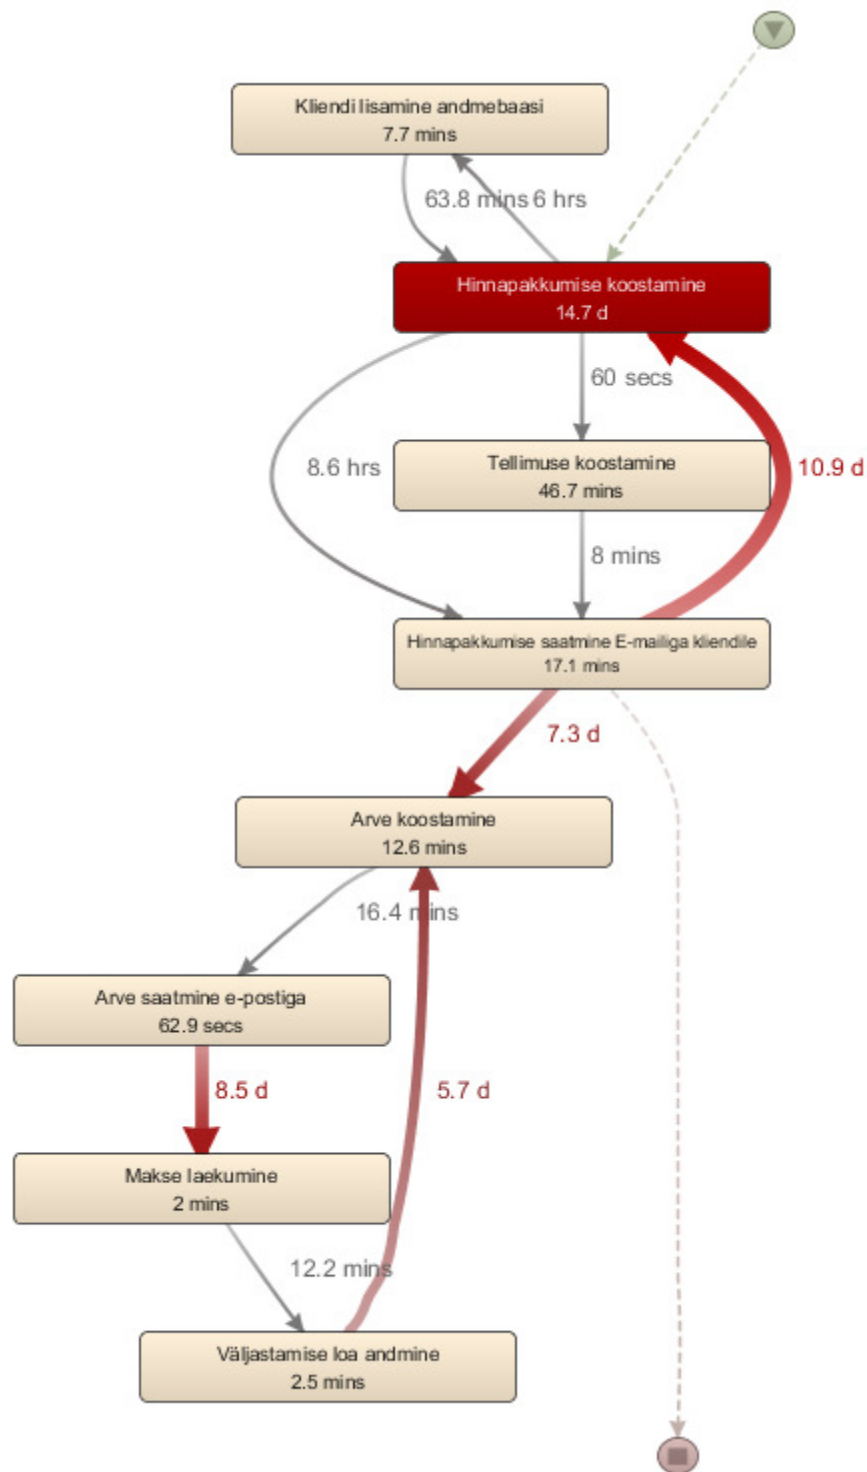 Kliendi lisamine andmebaasi
7.7 mins
63.8 mins
6 hrs
Hinnapakkumise koostamine
14.7 d
60 secs
8.6 hrs
Tellimuse koostamine
46.7 mins
10.9 d
8 mins
Hinnapakkumise saatmine E-mailiga kliendile
17.1 mins
7.3 d
Arve koostamine
12.6 mins
16.4 mins
Arve saatmine e-postiga
62.9 secs
8.5 d
5.7 d
Makse laekumine
2 mins
12.2 mins
Väljastamise loa andmine
2.5 mins